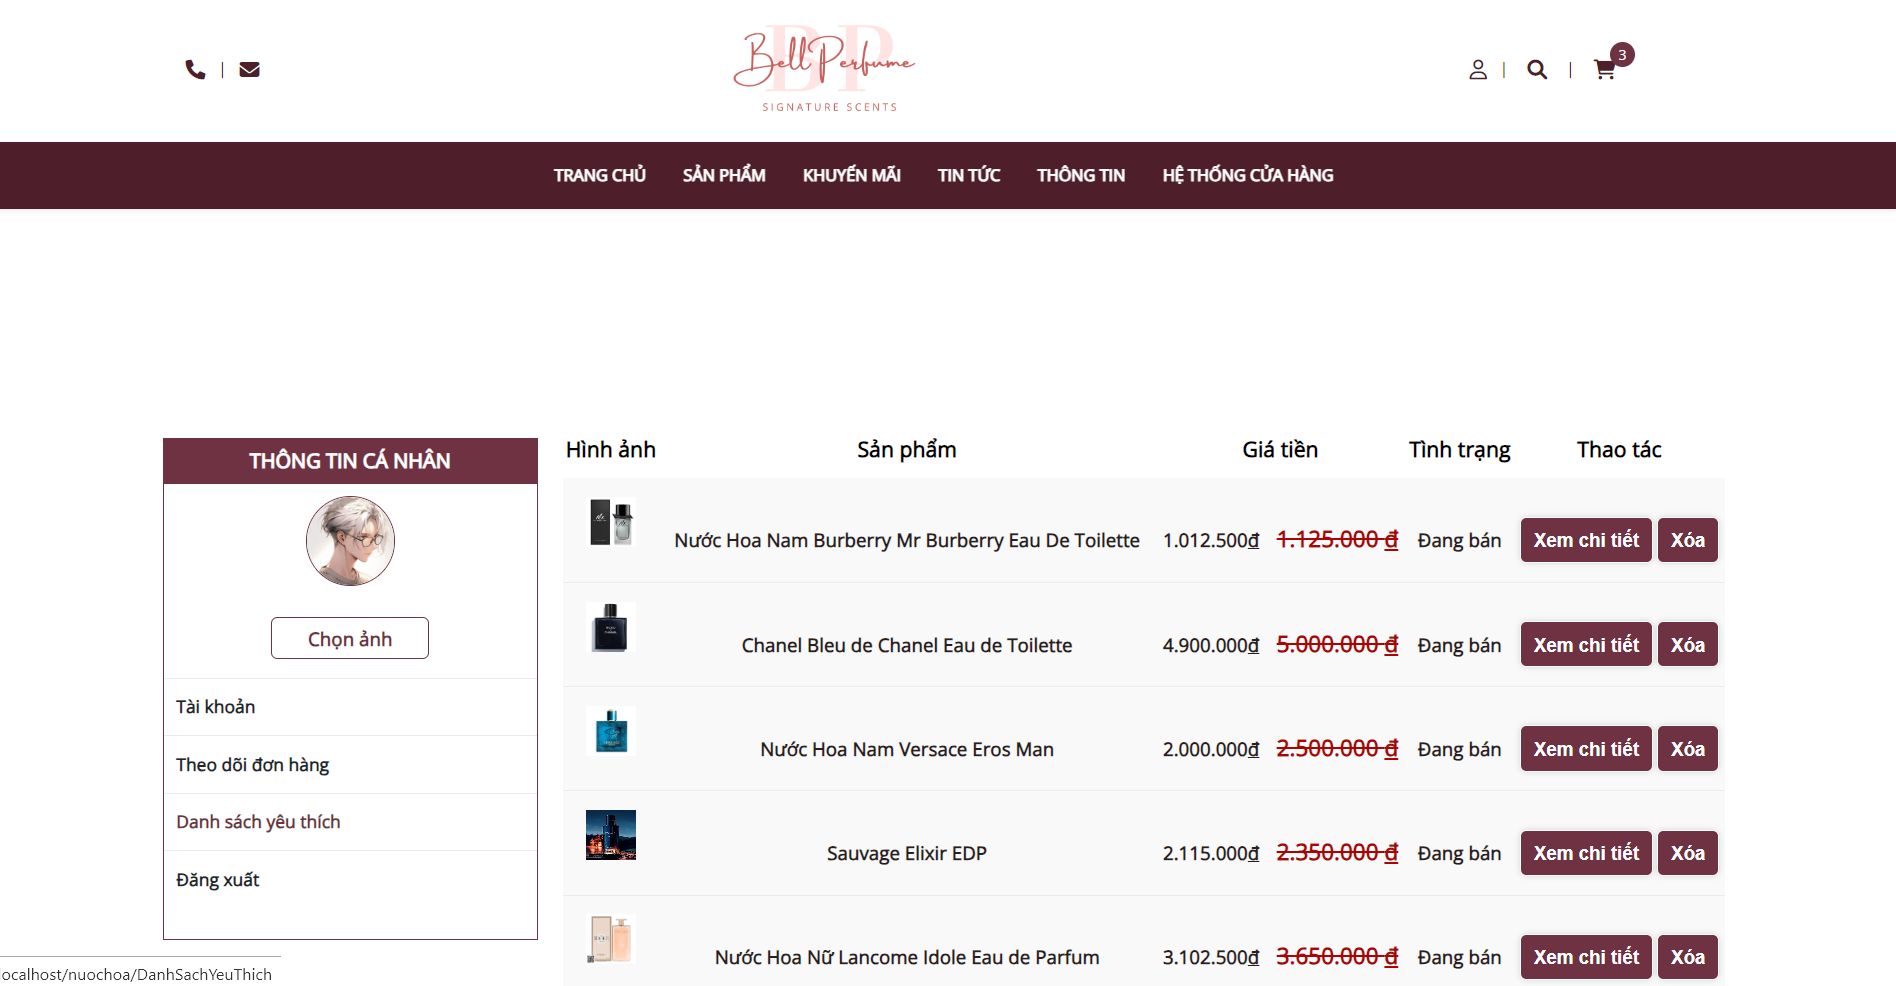 BP
Bell Perfume
SIGNATURE SCENTS
3
TRANG CHỦ SẢN PHẨM KHUYẾN MÃI TIN TỨC THÔNG TIN HỆ THỐNG CỬA HÀNG
THÔNG TIN CÁ NHÂN
Chọn ảnh
Tài khoản
Theo dõi đơn hàng
Danh sách yêu thích
Đăng xuất
Hình ảnh Sản phẩm Giá tiền Tình trạng Thao tác
Nước Hoa Nam Burberry Mr Burberry Eau De Toilette 1.012.500₫ 1.125.000 ₫ Đang bán Xem chi tiết Xóa
Chanel Bleu de Chanel Eau de Toilette 4.900.000₫ 5.000.000 ₫ Đang bán Xem chi tiết Xóa
Nước Hoa Nam Versace Eros Man 2.000.000₫ 2.500.000 ₫ Đang bán Xem chi tiết Xóa
Sauvage Elixir EDP 2.115.000₫ 2.350.000 ₫ Đang bán Xem chi tiết Xóa
Nước Hoa Nữ Lancome Idole Eau de Parfum 3.102.500₫ 3.650.000 ₫ Đang bán Xem chi tiết Xóa
localhost/nuochoa/DanhSachYeuThich